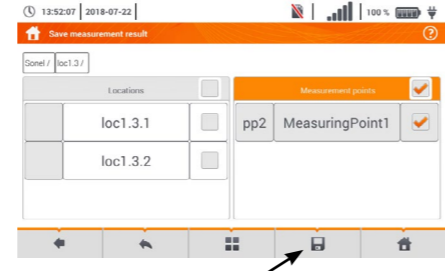 13:52:07 2018-07-22 100 %
Save measurement result
Sonel / loc1.3 /
Locations Measurement points
loc1.3.1 pp2 MeasuringPoint1
loc1.3.2